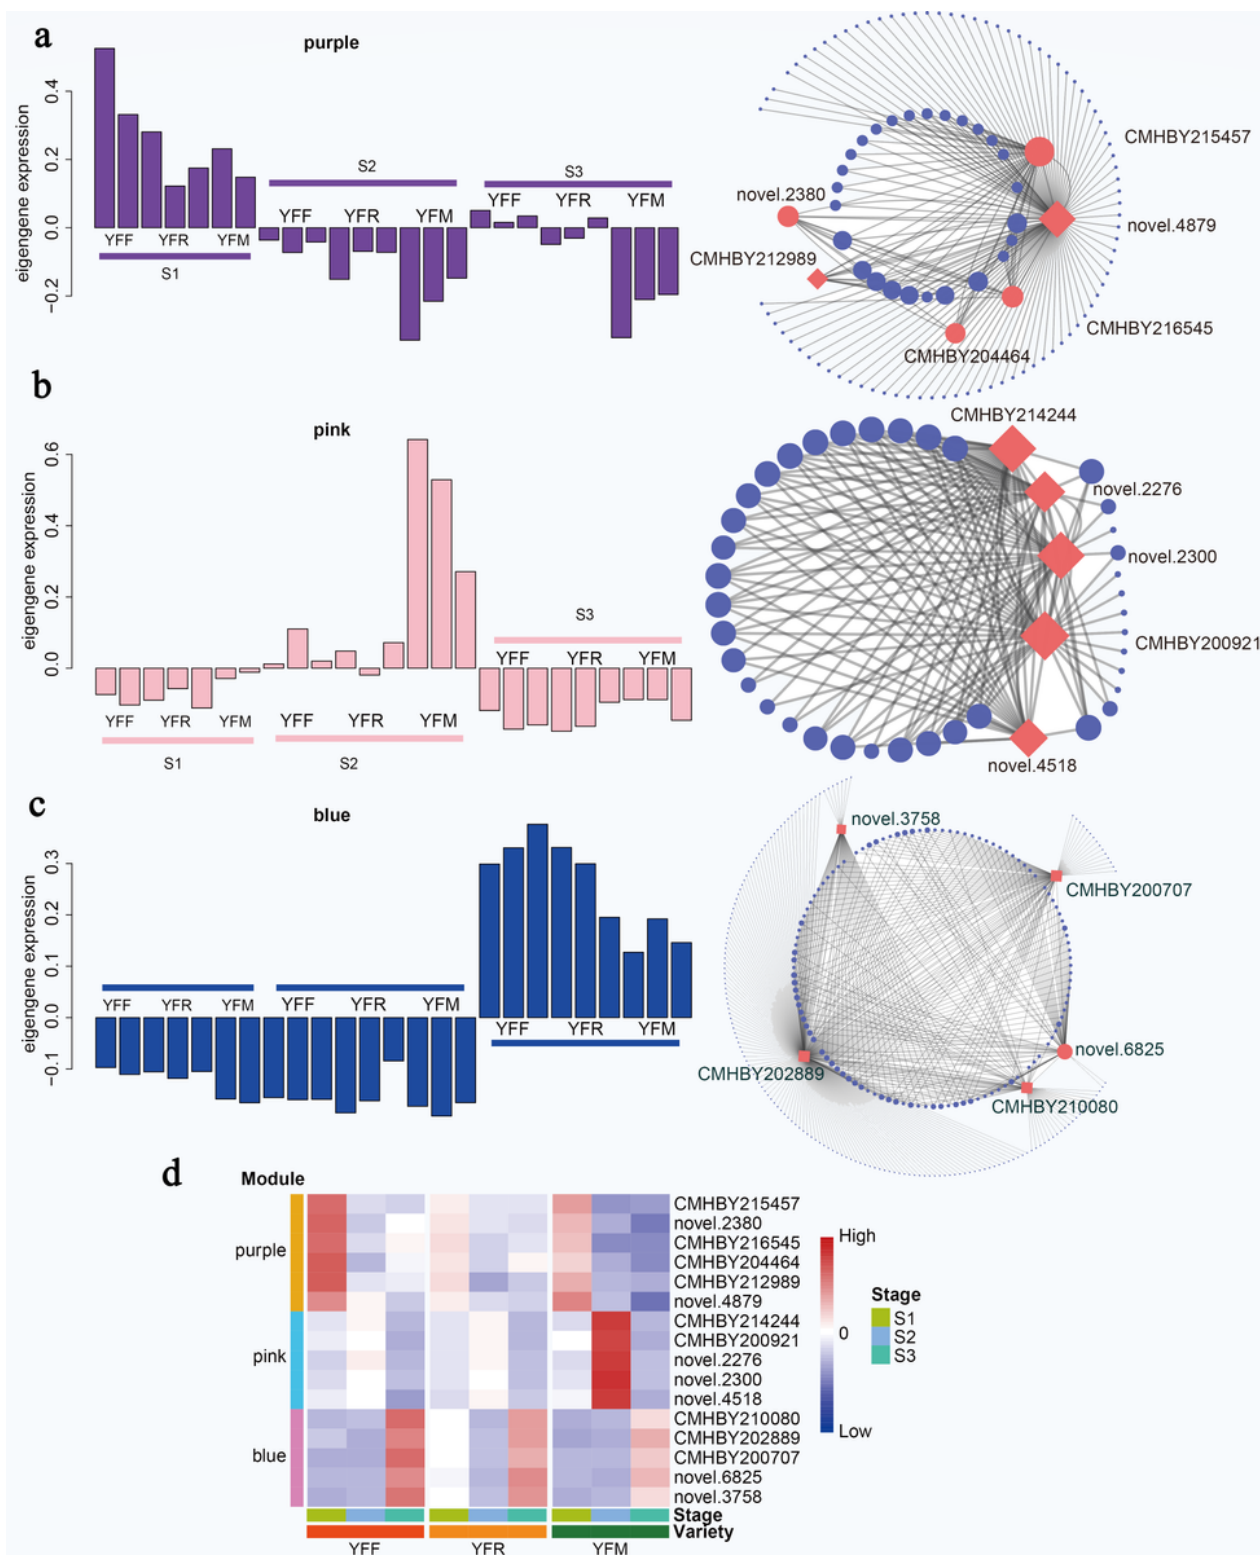 a
purple
eigengene expression
0.4
0.2
0.0
−0.2
S2
S3
YFF YFR YFM
YFF YFR YFM
YFF YFR YFM
S1
CMHBY215457
novel.2380
novel.4879
CMHBY212989
CMHBY216545
CMHBY204464
b
pink
eigengene expression
0.6
0.4
0.2
0.0
S3
YFF YFR YFM
YFF YFR YFM
YFF YFR YFM
S1
S2
CMHBY214244
novel.2276
novel.2300
CMHBY200921
novel.4518
c
blue
eigengene expression
0.3
0.2
0.1
0.0
−0.1
YFF YFR YFM
YFF YFR YFM
YFF YFR YFM
novel.3758
CMHBY200707
novel.6825
CMHBY202889
CMHBY210080
d
Module
purple
pink
blue
CMHBY215457
novel.2380
CMHBY216545
CMHBY204464
CMHBY212989
novel.4879
CMHBY214244
CMHBY200921
novel.2276
novel.2300
novel.4518
CMHBY210080
CMHBY202889
CMHBY200707
novel.6825
novel.3758
Stage
Variety
YFF YFR YFM
High
0
Low
Stage
S1
S2
S3